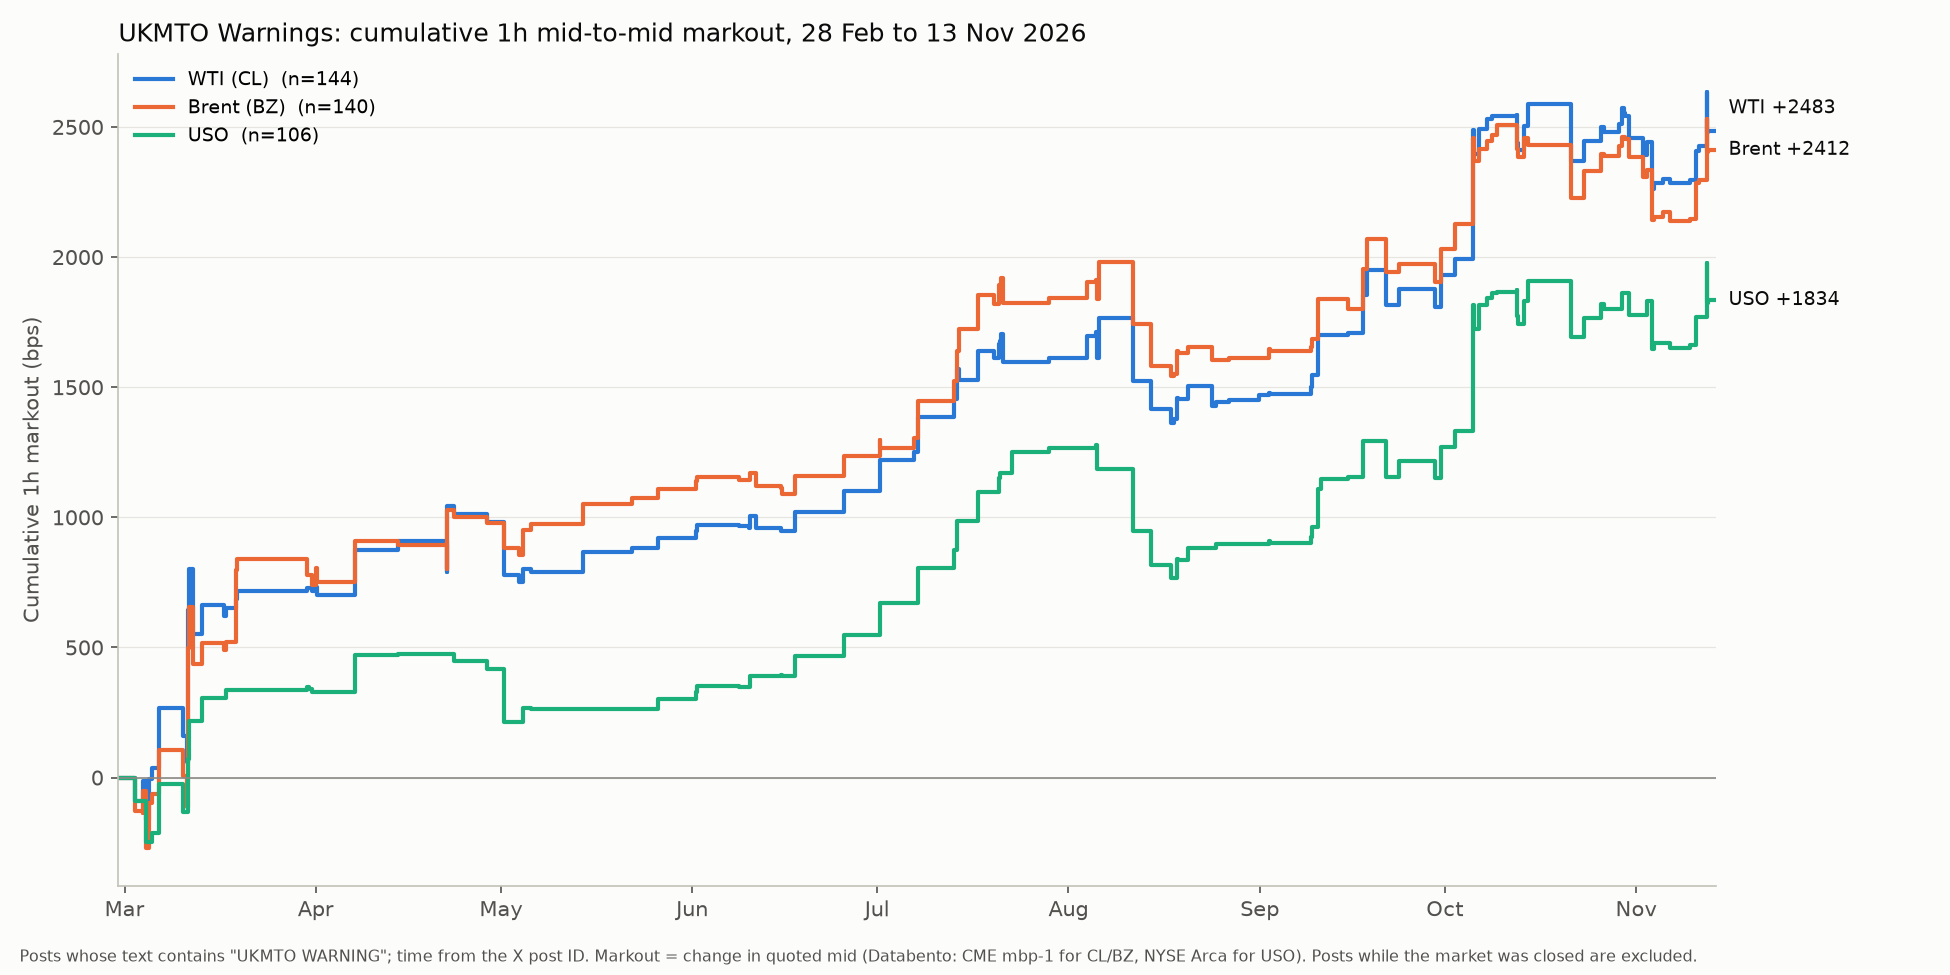 UKMTO Warnings: cumulative 1h mid-to-mid markout, 28 Feb to 13 Nov 2026
WTI (CL)  (n=144)
Brent (BZ)  (n=140)
USO  (n=106)
Cumulative 1h markout (bps)
2500
2000
1500
1000
500
0
WTI +2483
Brent +2412
USO +1834
Mar Apr May Jun Jul Aug Sep Oct Nov
Posts whose text contains "UKMTO WARNING"; time from the X post ID. Markout = change in quoted mid (Databento: CME mbp-1 for CL/BZ, NYSE Arca for USO). Posts while the market was closed are excluded.